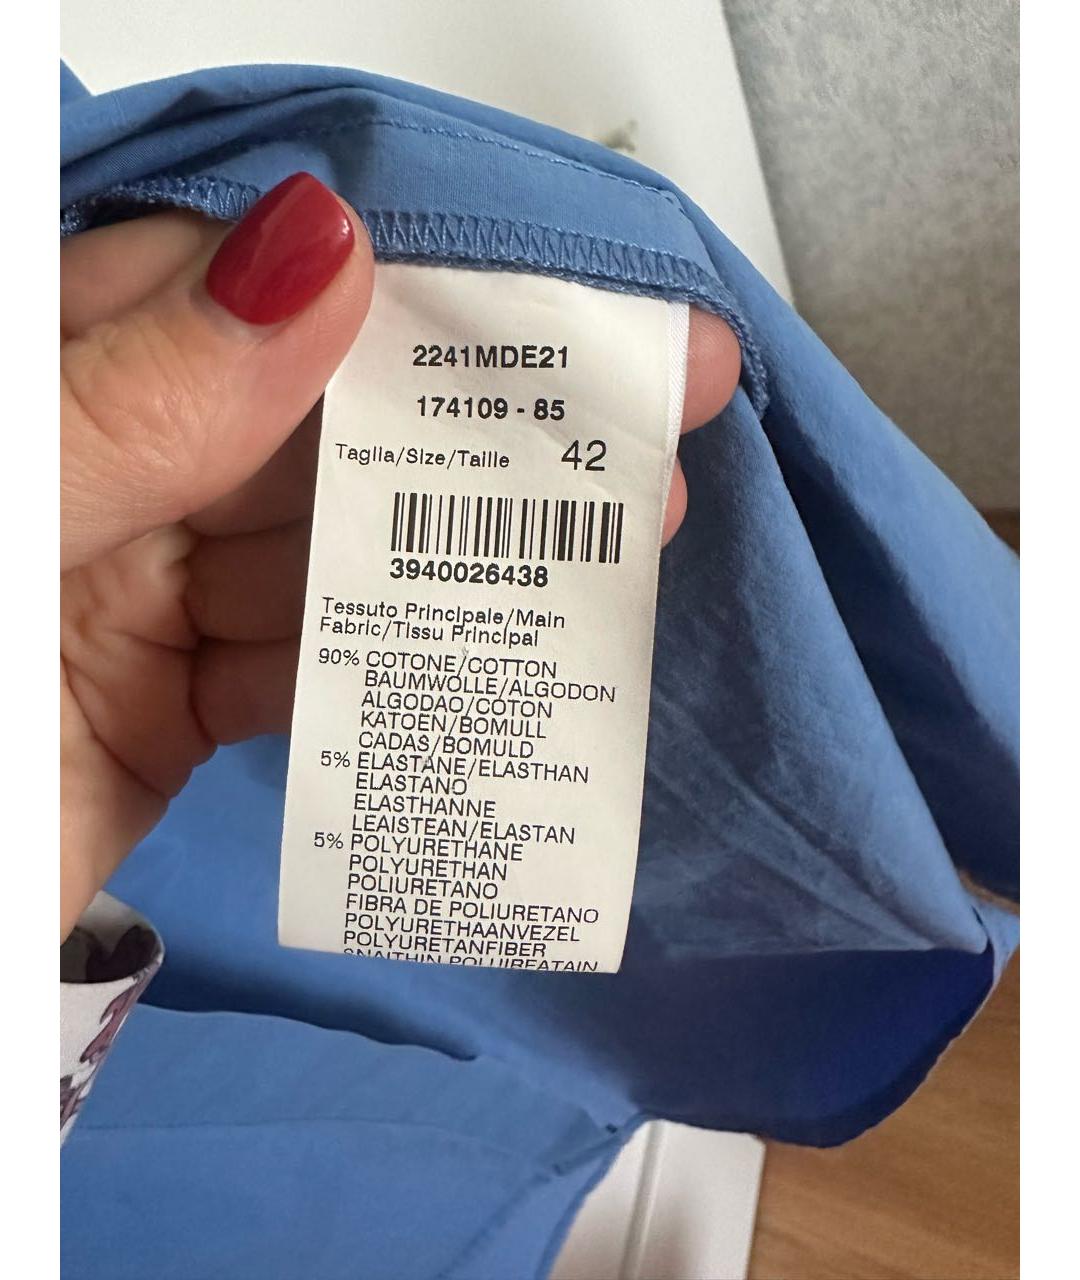 2241MDE21
174109 - 85
Taglia/Size/Taille 42
3940026438
Tessuto Principale/Main
Fabric/Tissu Principal
90% COTONE/COTTON
BAUMWOLLE/ALGODON
ALGODAO/COTON
KATOEN/BOMULL
CADAS/BOMULD
5% ELASTANE/ELASTHAN
ELASTANO
ELASTHANNE
LEAISTEAN/ELASTAN
5% POLYURETHANE
POLYURETHAN
POLIURETANO
FIBRA DE POLIURETANO
POLYURETHAANVEZEL
POLYURETANFIBER
SNAITHIN POLUIREATAIN